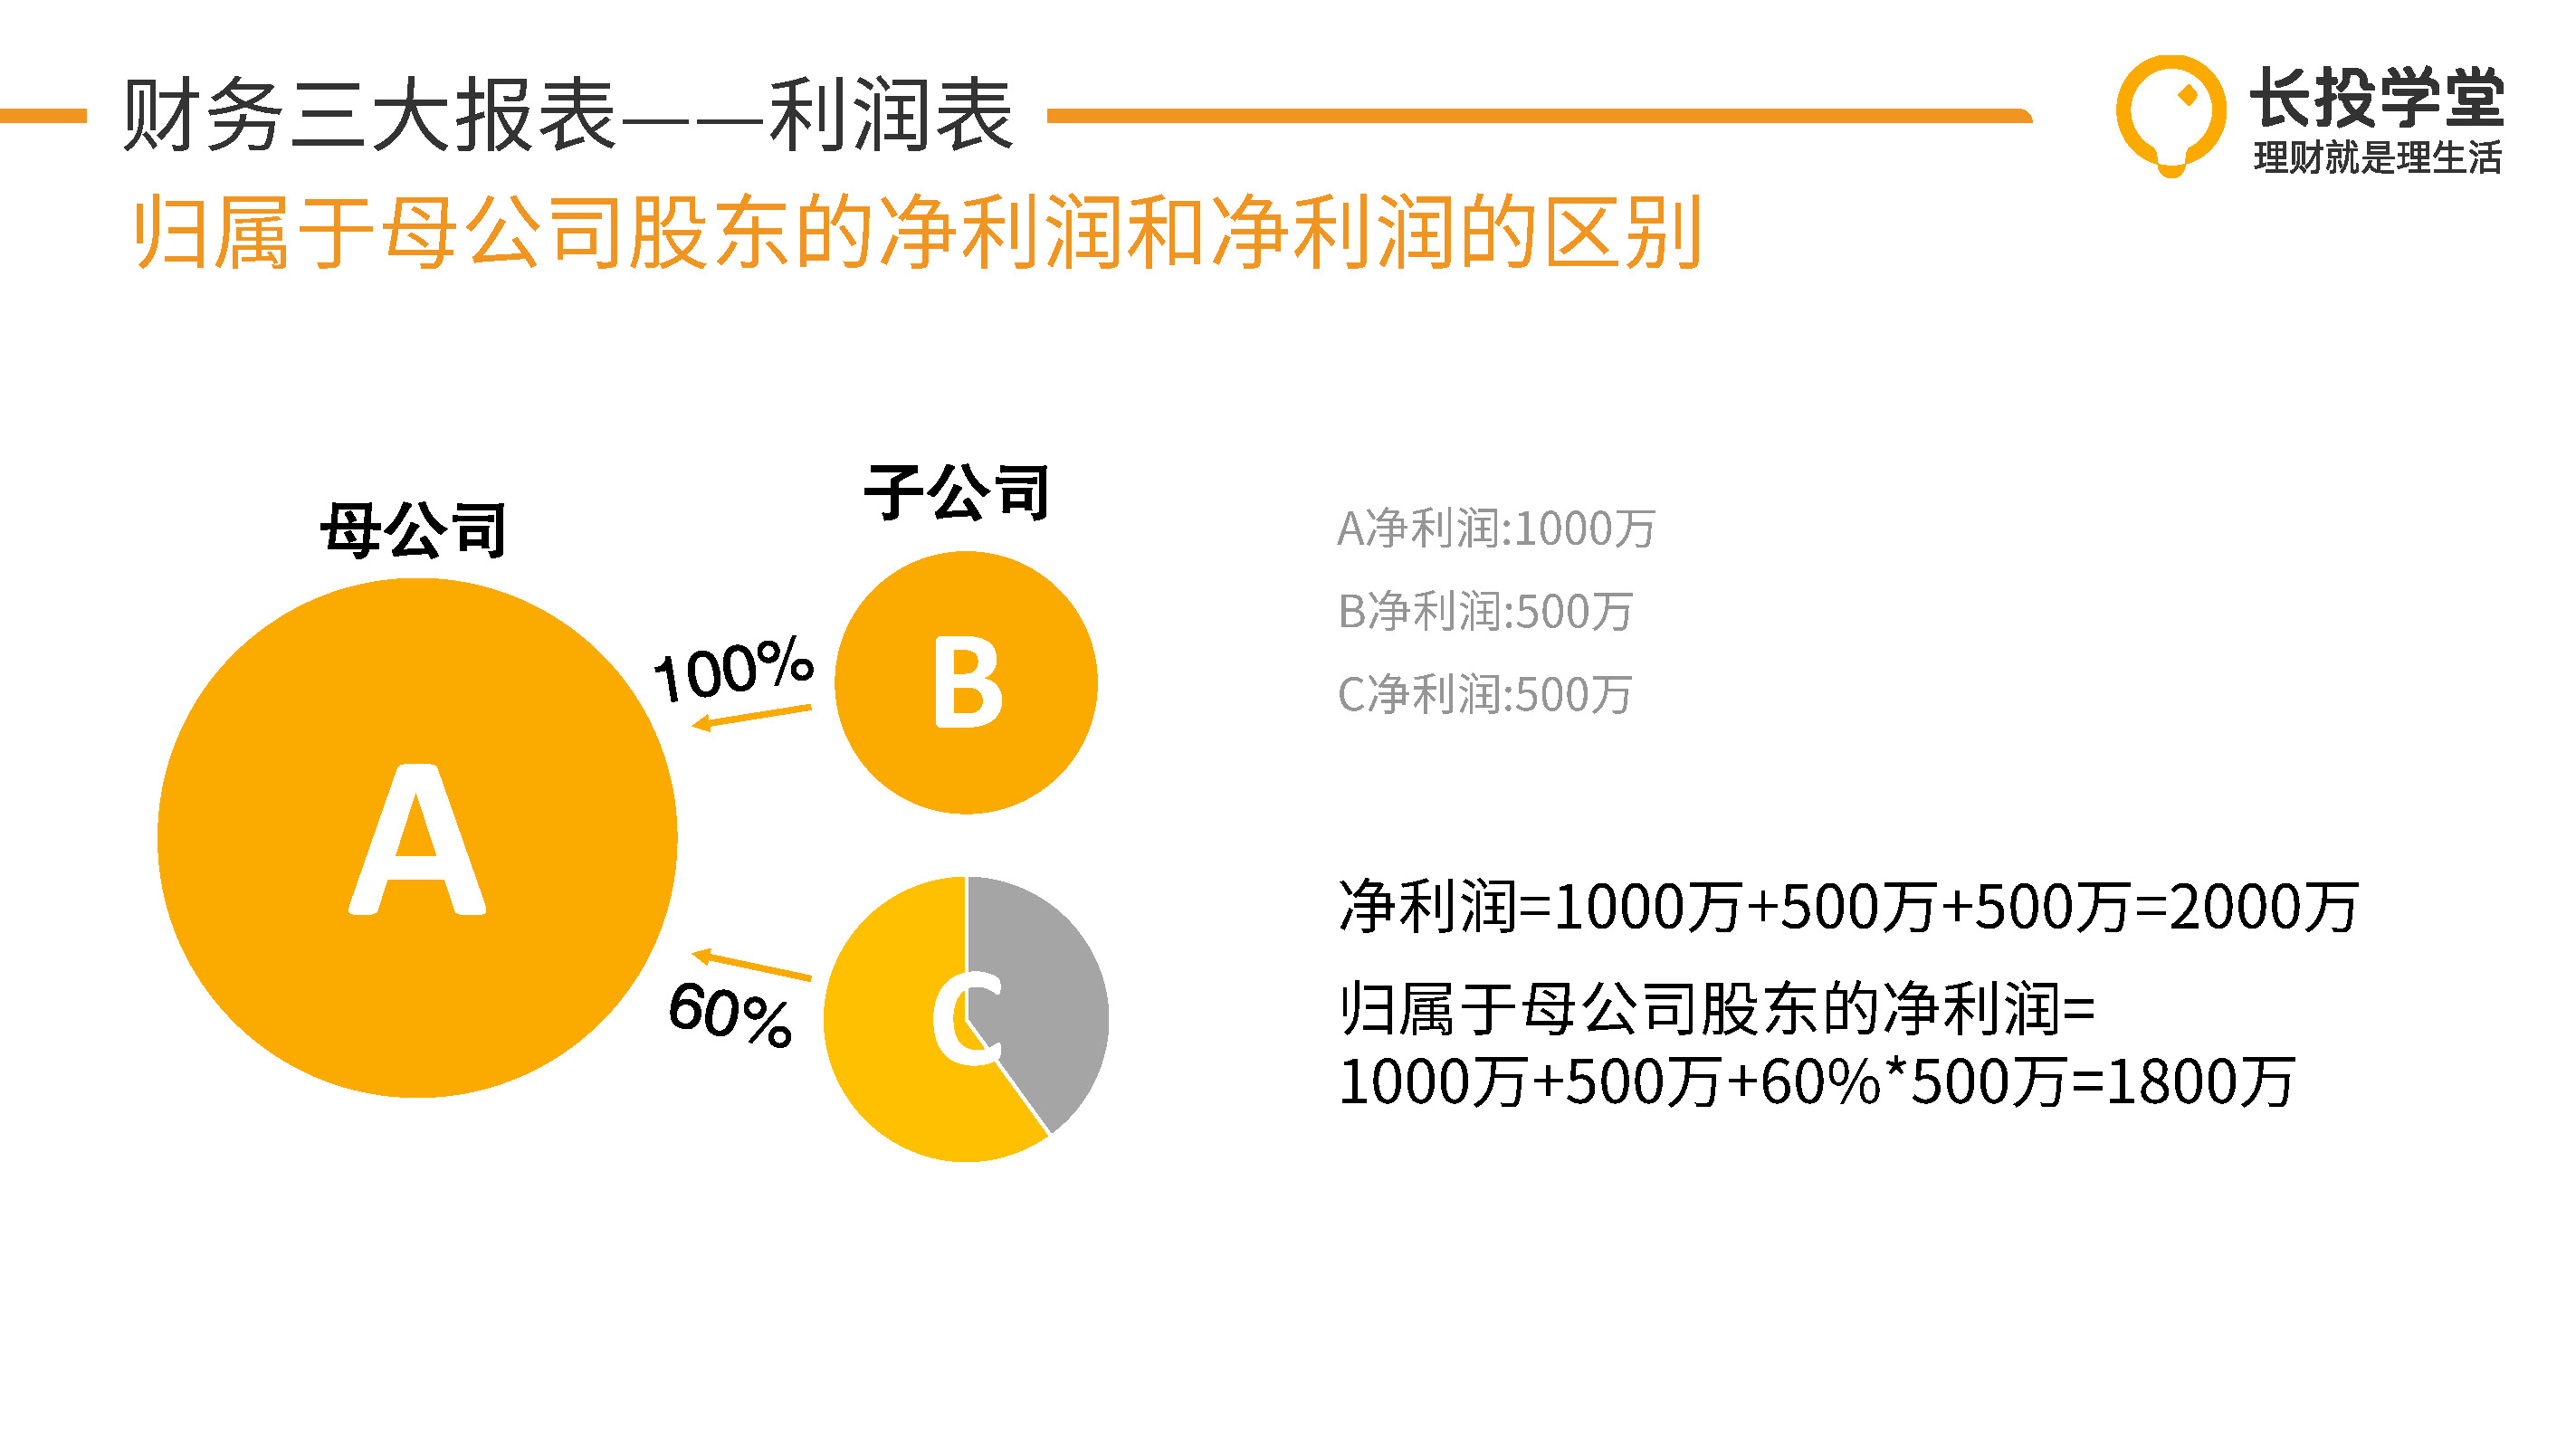 财务三大报表——利润表
长投学堂
理财就是理生活
归属于母公司股东的净利润和净利润的区别
母公司
子公司
A
100%
B
60%
C
A净利润:1000万
B净利润:500万
C净利润:500万
净利润=1000万+500万+500万=2000万
归属于母公司股东的净利润=
1000万+500万+60%*500万=1800万